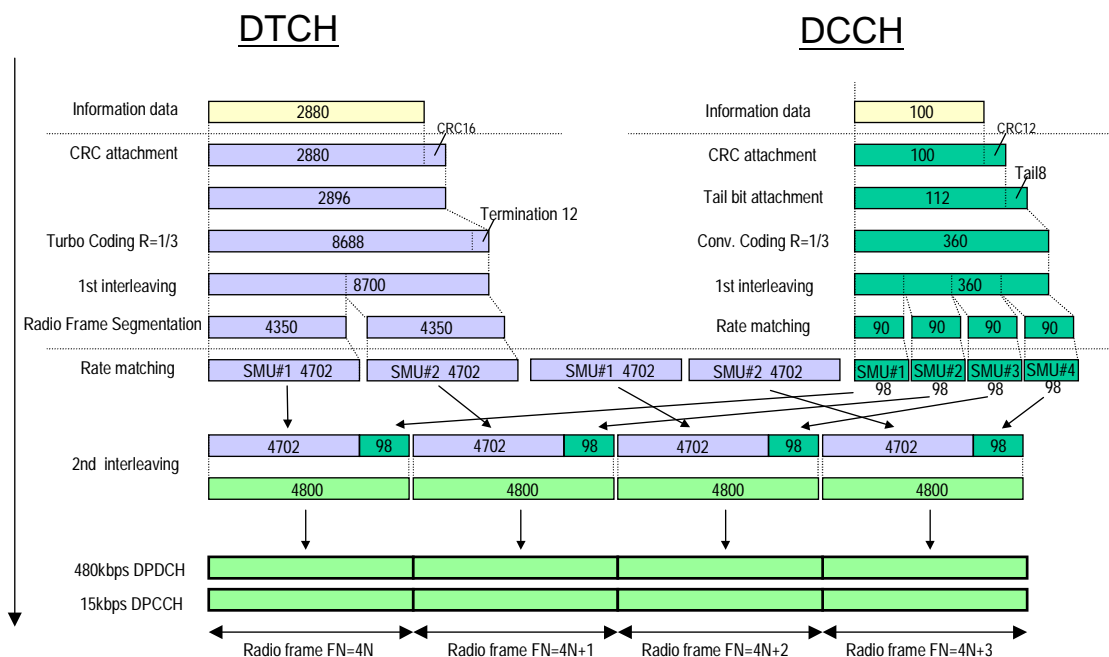 DTCH DCCH
Information data 2880 Information data 100
CRC16 CRC12
CRC attachment 2880 CRC attachment 100
Tail8
2896 Tail bit attachment 112
Termination 12
Turbo Coding R=1/3 8688 Conv. Coding R=1/3 360
1st interleaving 8700 1st interleaving 360
Radio Frame Segmentation 4350 4350 Rate matching 90 90 90 90
Rate matching SMU#1 4702 SMU#2 4702 SMU#1 4702 SMU#2 4702 SMU#1 SMU#2 SMU#3 SMU#4
98 98 98 98
4702 98 4702 98 4702 98 4702 98
2nd interleaving
4800 4800 4800 4800
480kbps DPDCH
15kbps DPCCH
Radio frame FN=4N Radio frame FN=4N+1 Radio frame FN=4N+2 Radio frame FN=4N+3